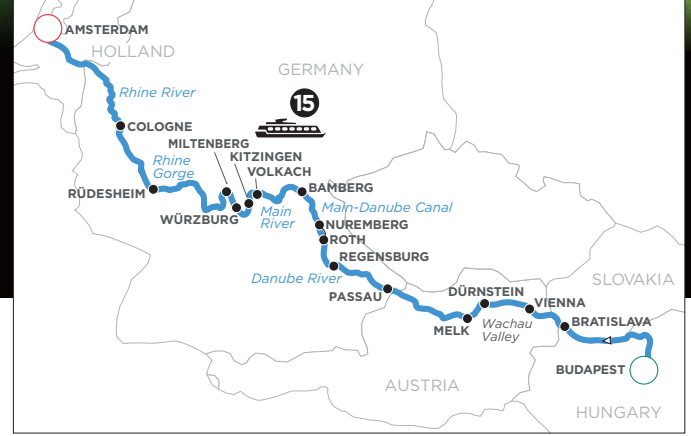 AMSTERDAM
HOLLAND
GERMANY
Rhine River
15
COLOGNE
MILTENBERG
KITZINGEN
VOLKACH
Rhine
Gorge
RÜDESHEIM
WÜRZBURG
Main
River
BAMBERG
Main-Danube Canal
NUREMBERG
ROTH
REGENSBURG
Danube River
PASSAU
DÜRNSTEIN
SLOVAKIA
VIENNA
MELK
Wachau
Valley
BRATISLAVA
BUDAPEST
AUSTRIA
HUNGARY